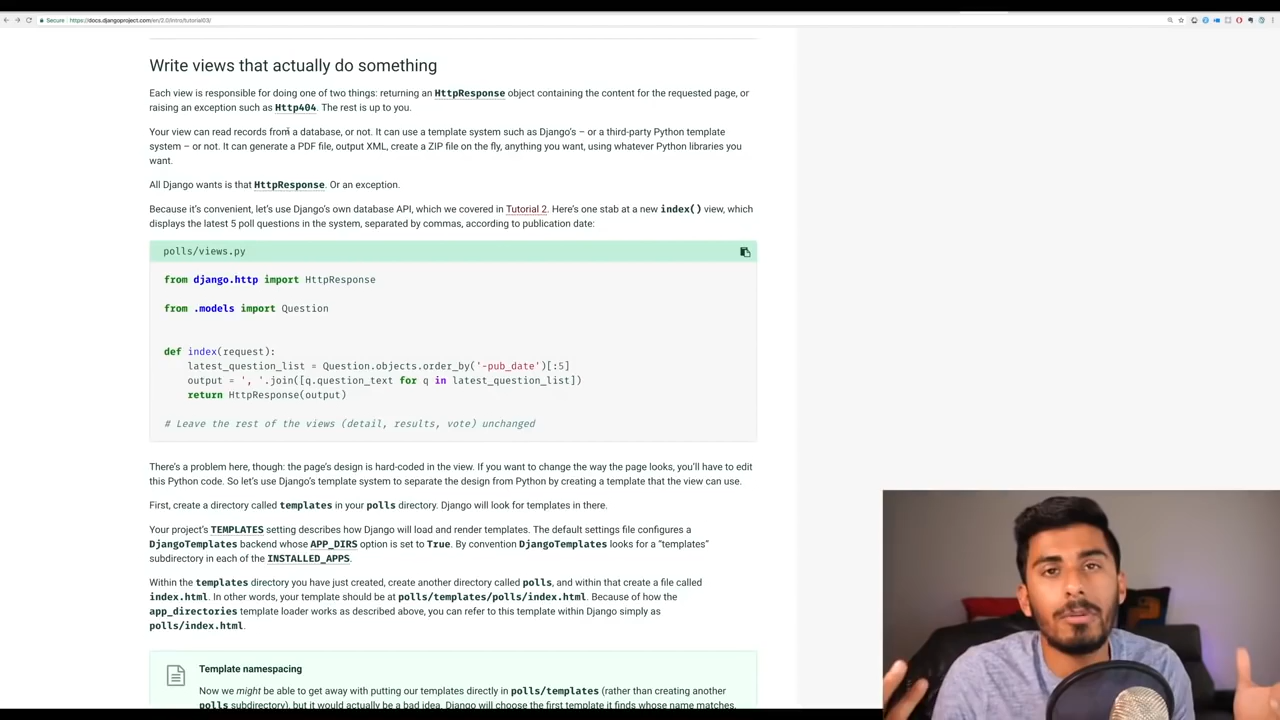 Secure
https://docs.djangoproject.com/en/2.0/intro/tutorial03/
Write views that actually do something
Each view is responsible for doing one of two things: returning an HttpResponse object containing the content for the requested page, or
raising an exception such as Http404. The rest is up to you.
Your view can read records from a database, or not. It can use a template system such as Django's – or a third-party Python template
system – or not. It can generate a PDF file, output XML, create a ZIP file on the fly, anything you want, using whatever Python libraries you
want.
All Django wants is that HttpResponse. Or an exception.
Because it's convenient, let's use Django's own database API, which we covered in Tutorial 2. Here's one stab at a new index() view, which
displays the latest 5 poll questions in the system, separated by commas, according to publication date:
polls/views.py
from django.http import HttpResponse
from .models import Question
def index(request):
    latest_question_list = Question.objects.order_by('-pub_date')[:5]
    output = ', '.join([q.question_text for q in latest_question_list])
    return HttpResponse(output)
# Leave the rest of the views (detail, results, vote) unchanged
There's a problem here, though: the page's design is hard-coded in the view. If you want to change the way the page looks, you'll have to edit
this Python code. So let's use Django's template system to separate the design from Python by creating a template that the view can use.
First, create a directory called templates in your polls directory. Django will look for templates in there.
Your project's TEMPLATES setting describes how Django will load and render templates. The default settings file configures a
DjangoTemplates backend whose APP_DIRS option is set to True. By convention DjangoTemplates looks for a "templates"
subdirectory in each of the INSTALLED_APPS.
Within the templates directory you have just created, create another directory called polls, and within that create a file called
index.html. In other words, your template should be at polls/templates/polls/index.html. Because of how the
app_directories template loader works as described above, you can refer to this template within Django simply as
polls/index.html.
Template namespacing
Now we might be able to get away with putting our templates directly in polls/templates (rather than creating another
polls subdirectory), but it would actually be a bad idea. Django will choose the first template it finds whose name matches,